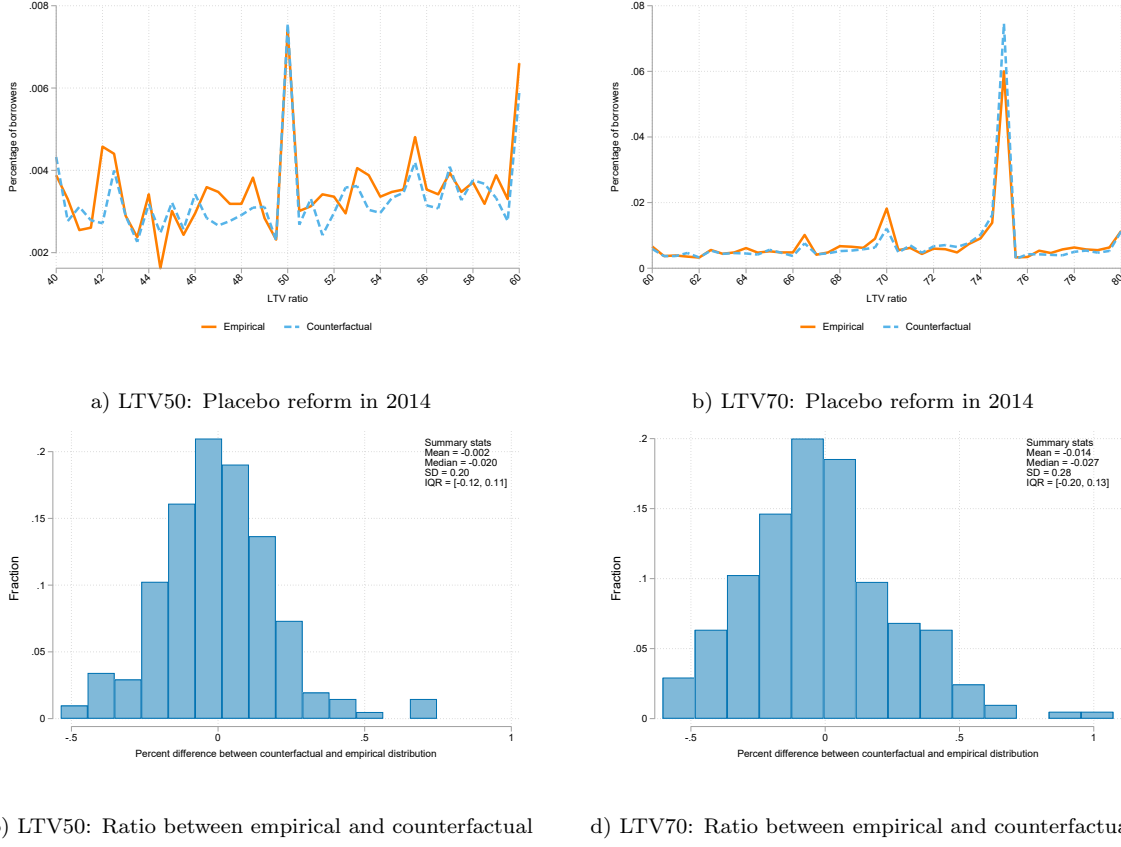 .008
.006
.004
.002
Percentage of borrowers
40
42
44
46
48
50
52
54
56
58
60
LTV ratio
Empirical Counterfactual
a) LTV50: Placebo reform in 2014
.08
.06
.04
.02
0
Percentage of borrowers
60
62
64
66
68
70
72
74
76
78
80
LTV ratio
Empirical Counterfactual
b) LTV70: Placebo reform in 2014
Summary stats
Mean = -0.002
Median = -0.020
SD = 0.20
IQR = [-0.12, 0.11]
.2
.15
.1
.05
0
Fraction
-.5 0 .5 1
Percent difference between counterfactual and empirical distribution
) LTV50: Ratio between empirical and counterfactual
Summary stats
Mean = -0.014
Median = -0.027
SD = 0.28
IQR = [-0.20, 0.13]
.2
.15
.1
.05
0
Fraction
-.5 0 .5 1
Percent difference between counterfactual and empirical distribution
d) LTV70: Ratio between empirical and counterfactua